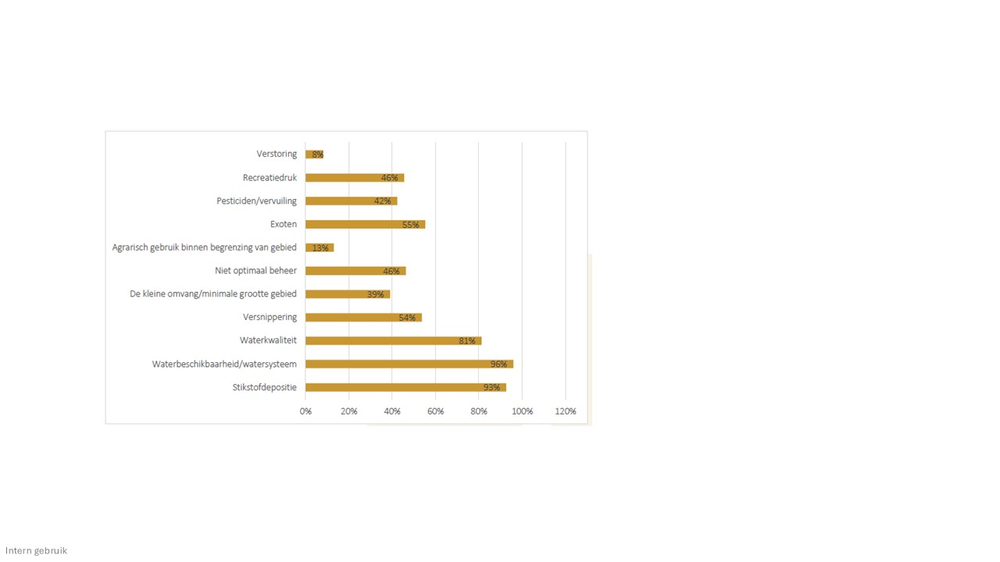 Verstoring 8%
Recreatiedruk 46%
Pesticiden/vervuiling 42%
Exoten 55%
Agrarisch gebruik binnen begrenzing van gebied 13%
Niet optimaal beheer 46%
De kleine omvang/minimale grootte gebied 39%
Versnippering 54%
Waterkwaliteit 81%
Waterbeschikbaarheid/watersysteem 96%
Stikstofdepositie 93%
0% 20% 40% 60% 80% 100% 120%
Intern gebruik